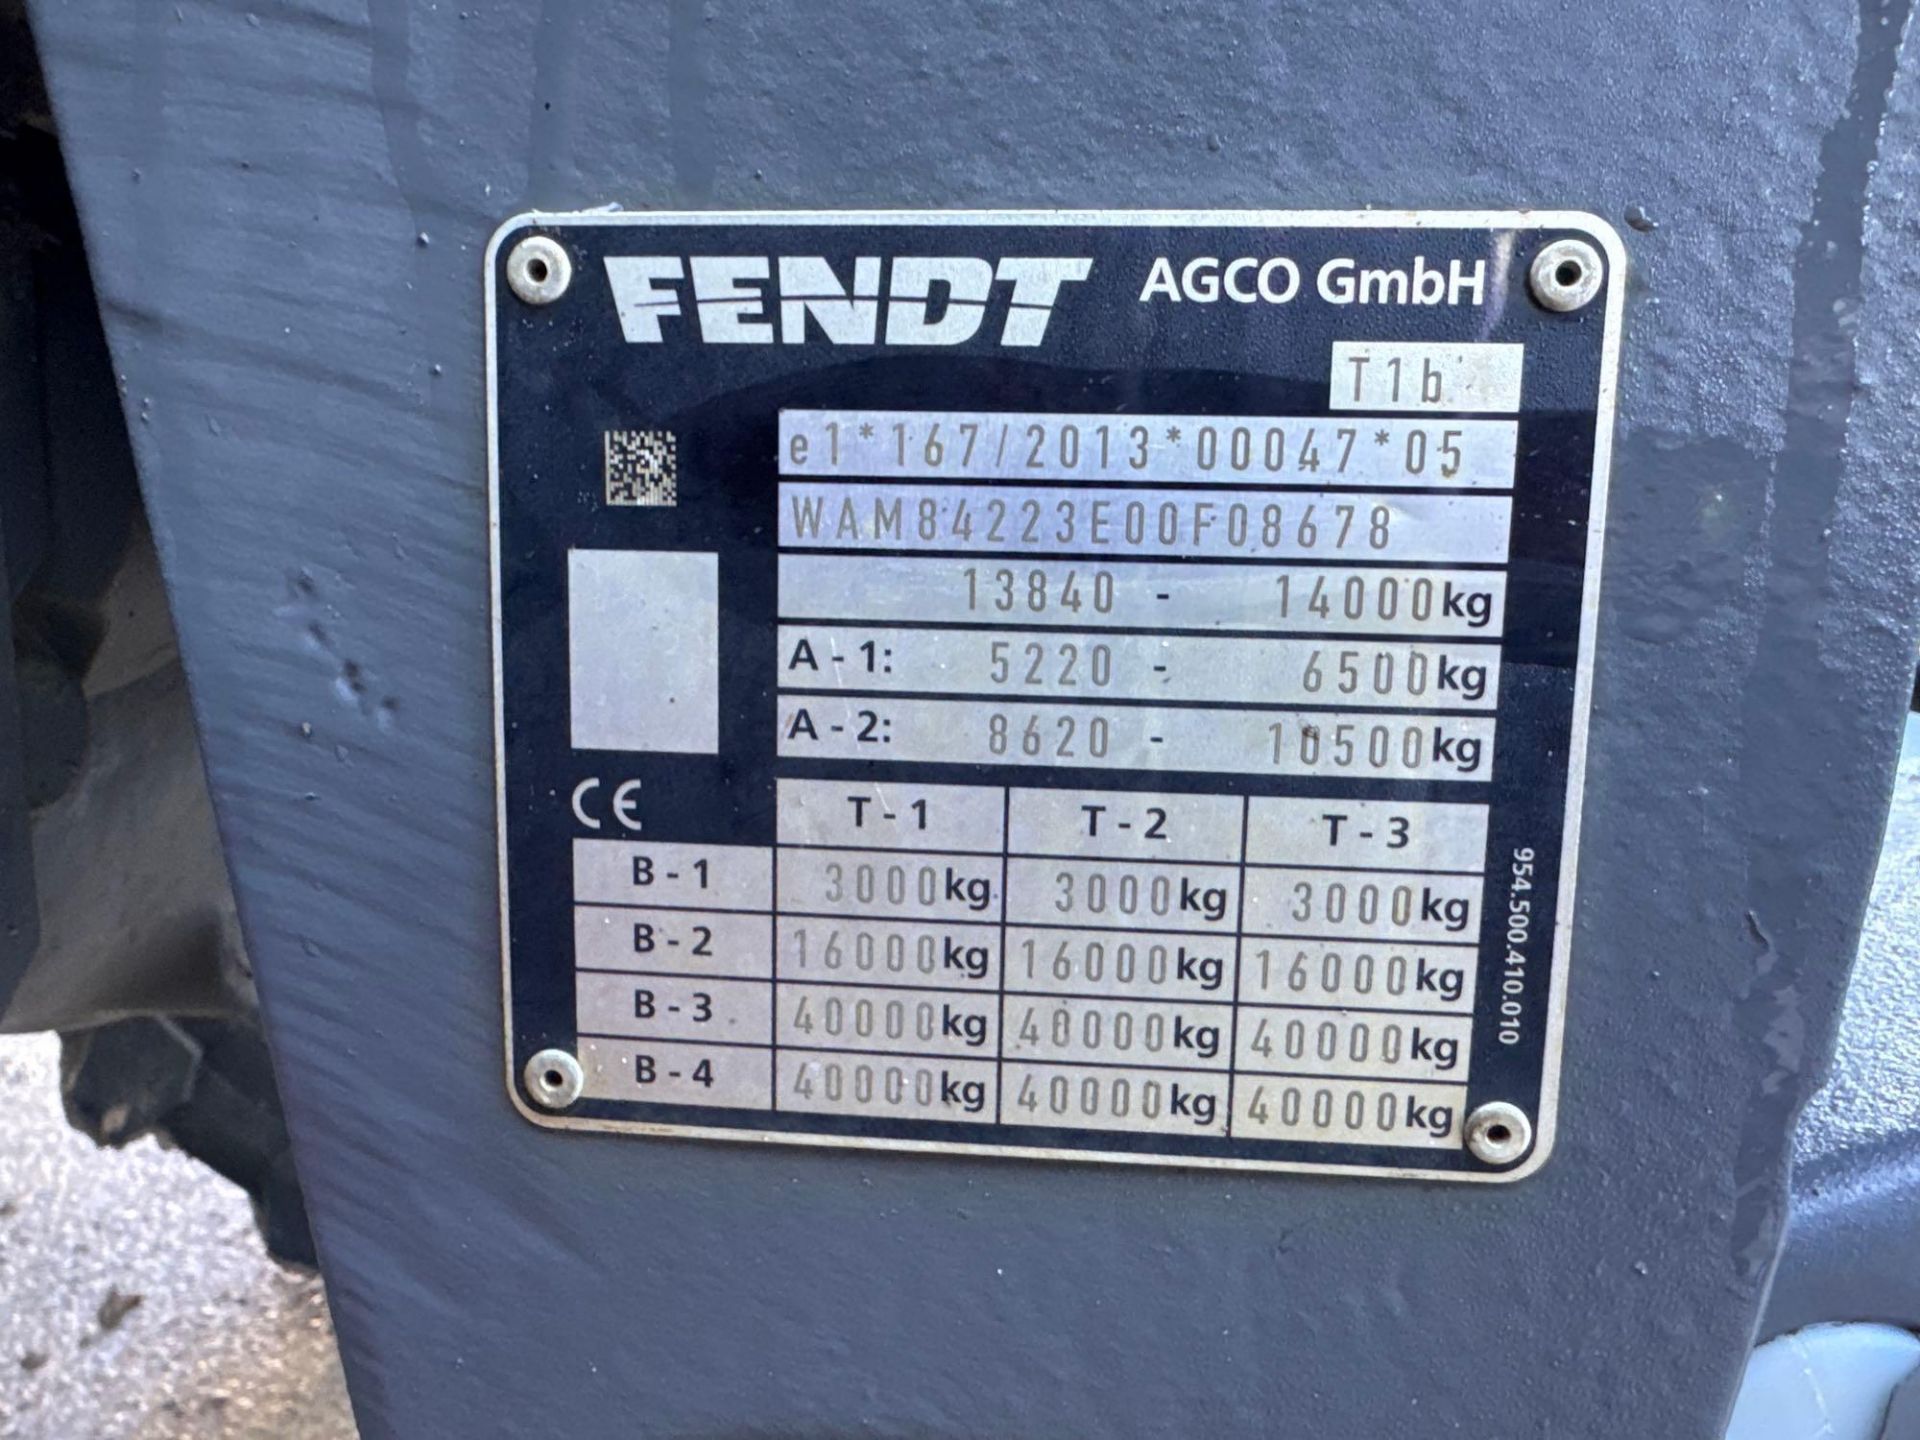 FENDT AGCO GmbH
T1b
e1*167/2013*00047*05
WAM84223E00F08678
13840 - 14000kg
A - 1: 5220 - 6500kg
A - 2: 8620 - 10500kg
CE
T - 1 T - 2 T - 3
B - 1 3000kg 3000kg 3000kg
B - 2 16000kg 16000kg 16000kg
B - 3 40000kg 40000kg 40000kg
B - 4 40000kg 40000kg 40000kg
954.500.410.010